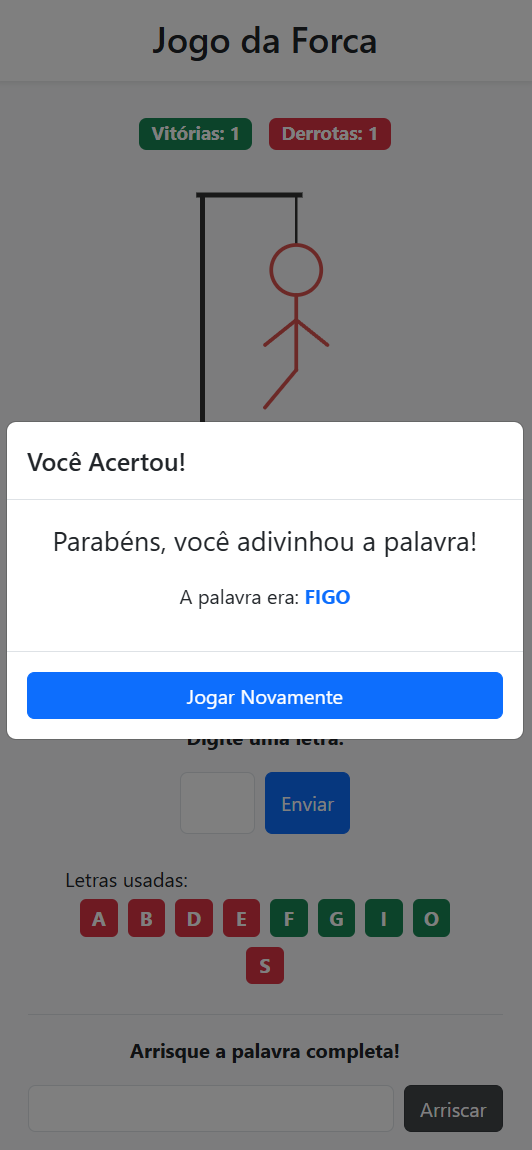 Jogo da Forca
Vitórias: 1 Derrotas: 1
Você Acertou!
Parabéns, você adivinhou a palavra!
A palavra era: FIGO
Jogar Novamente
Digite uma letra:
Enviar
Letras usadas:
A B D E F G I O
S
Arrisque a palavra completa!
Arriscar